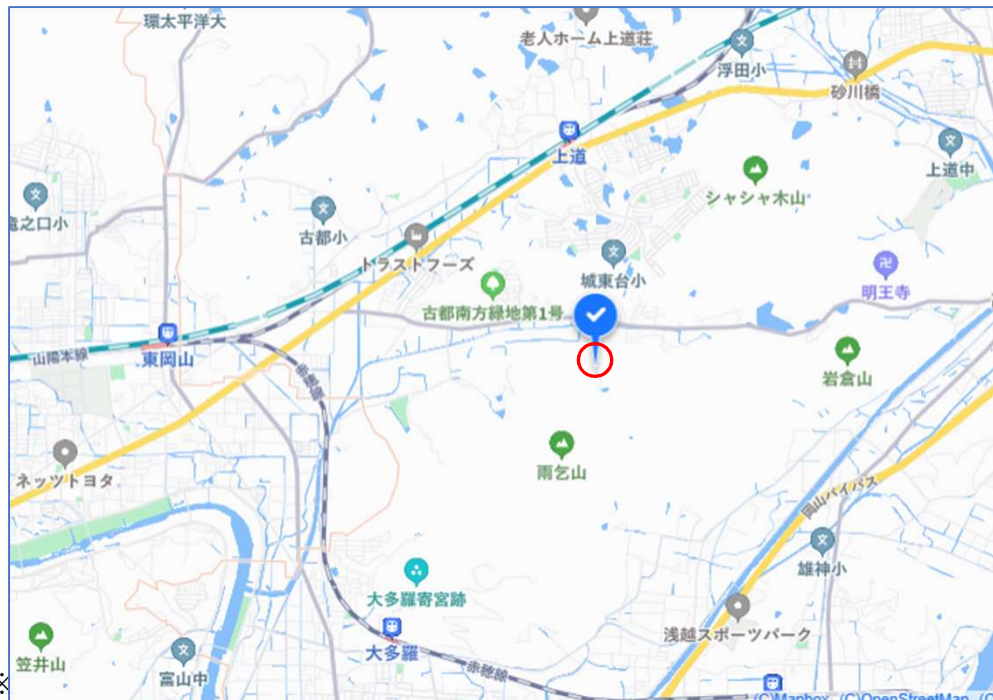 環太平洋大
老人ホーム上道荘
浮田小
砂川橋
上道
上道中
シャシャ木山
竜之口小
古都小
トラストフーズ
城東台小
明王寺
古都南方緑地第1号
山陽本線
東岡山
岩倉山
赤穂線
ネッツトヨタ
雨乞山
岡山バイパス
雄神小
大多羅寄宮跡
浅越スポーツパーク
大多羅
笠井山
富山中
赤穂線
※
(C)Mapbox, (C)OpenStreetMap, (C)